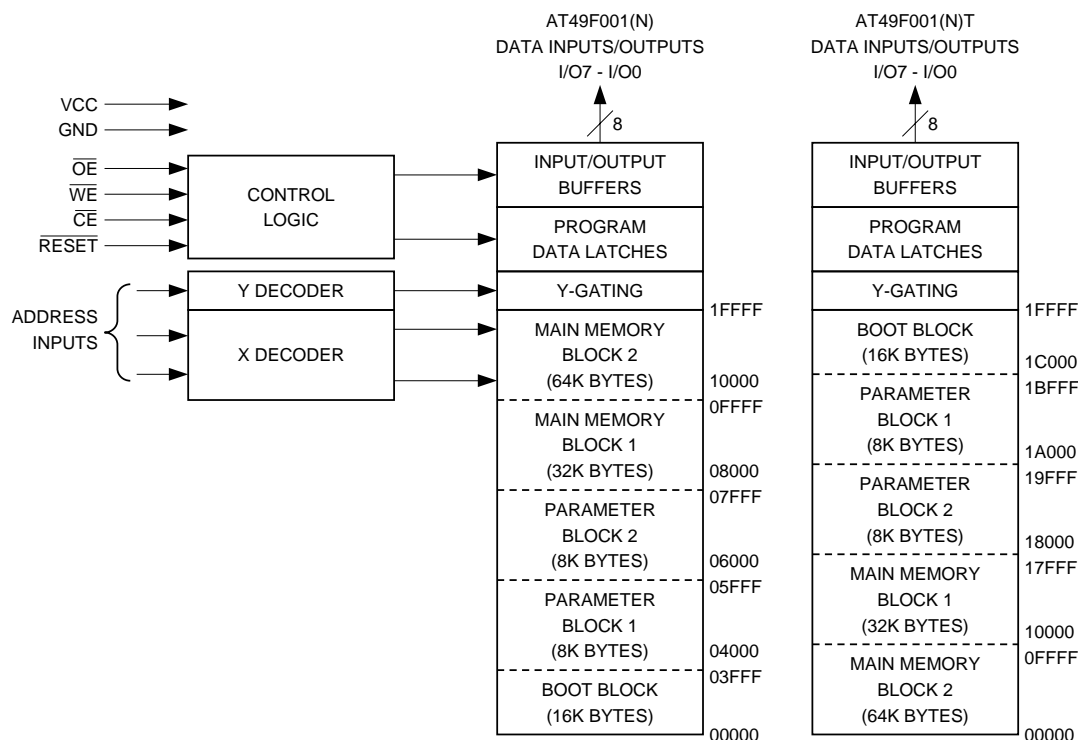 AT49F001(N)
DATA INPUTS/OUTPUTS
I/O7 - I/O0
8
AT49F001(N)T
DATA INPUTS/OUTPUTS
I/O7 - I/O0
8
VCC
GND
OE
WE
CE
RESET
ADDRESS
INPUTS
CONTROL
LOGIC
Y DECODER
X DECODER
INPUT/OUTPUT
BUFFERS
PROGRAM
DATA LATCHES
Y-GATING
1FFFF
MAIN MEMORY
BLOCK 2
(64K BYTES)
10000
0FFFF
MAIN MEMORY
BLOCK 1
(32K BYTES)
08000
07FFF
PARAMETER
BLOCK 2
(8K BYTES)
06000
05FFF
PARAMETER
BLOCK 1
(8K BYTES)
04000
03FFF
BOOT BLOCK
(16K BYTES)
00000
INPUT/OUTPUT
BUFFERS
PROGRAM
DATA LATCHES
Y-GATING
1FFFF
BOOT BLOCK
(16K BYTES)
1C000
1BFFF
PARAMETER
BLOCK 1
(8K BYTES)
1A000
19FFF
PARAMETER
BLOCK 2
(8K BYTES)
18000
17FFF
MAIN MEMORY
BLOCK 1
(32K BYTES)
10000
0FFFF
MAIN MEMORY
BLOCK 2
(64K BYTES)
00000